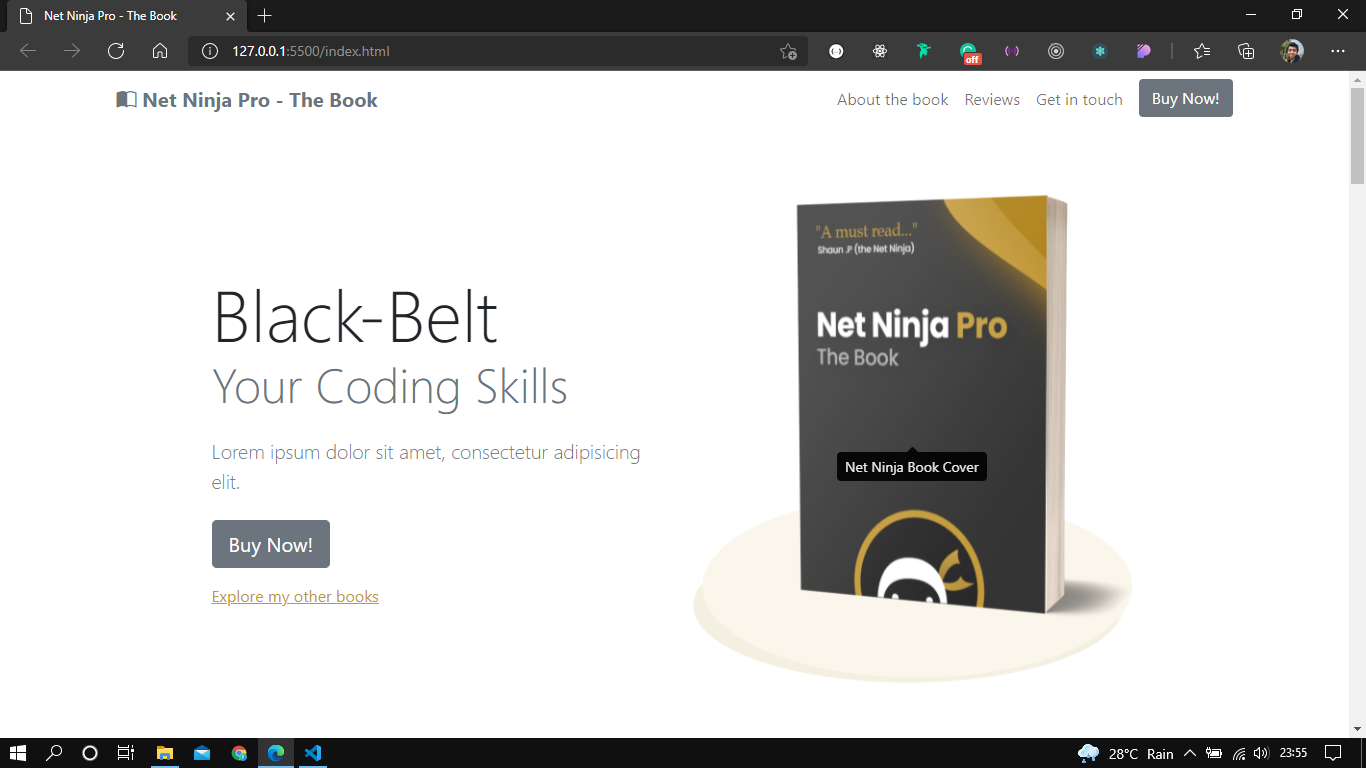 Net Ninja Pro - The Book
127.0.0.1:5500/index.html
off
Net Ninja Pro - The Book
About the book
Reviews
Get in touch
Buy Now!
"A must read..."
Shaun .P (the Net Ninja)
Net Ninja Pro
The Book
Black-Belt
Your Coding Skills
Lorem ipsum dolor sit amet, consectetur adipisicing
elit.
Net Ninja Book Cover
Buy Now!
Explore my other books
28°C Rain
23:55